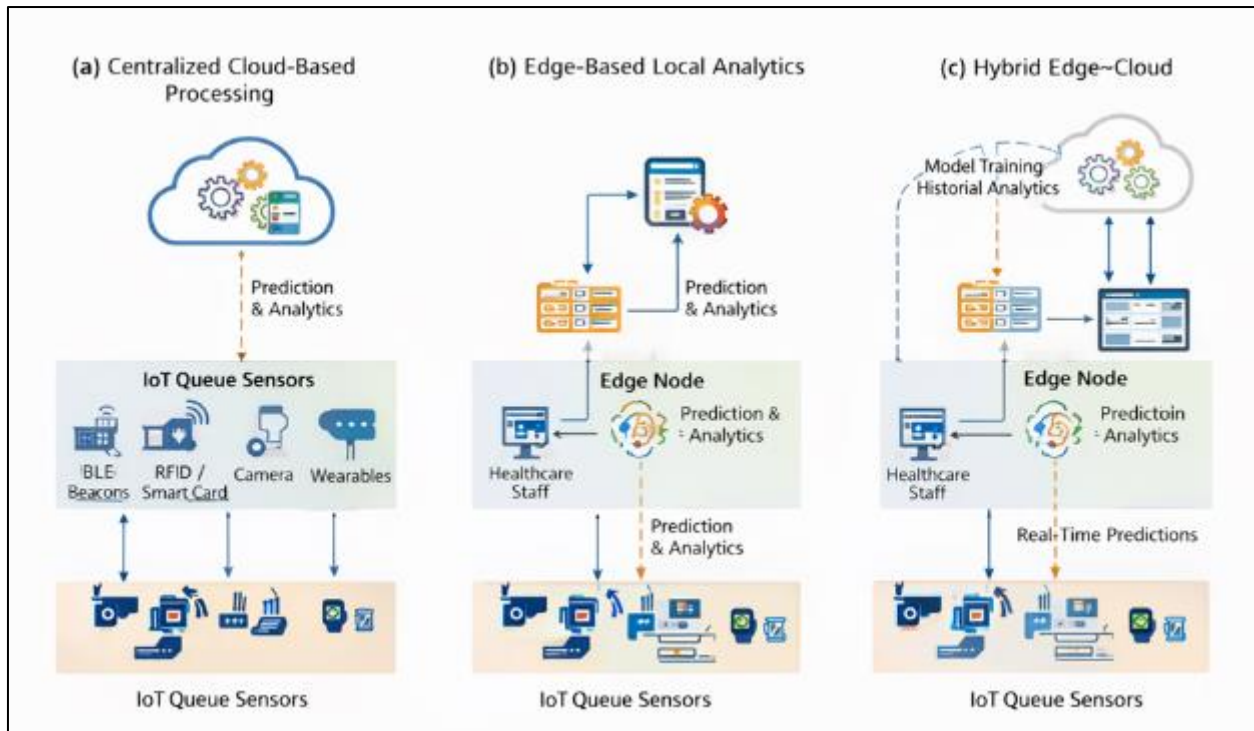 (a) Centralized Cloud-Based
Processing
Prediction
& Analytics
IoT Queue Sensors
BLE
Beacons
RFID /
Smart Card
Camera
Wearables
IoT Queue Sensors
(b) Edge-Based Local Analytics
Prediction
& Analytics
Edge Node
Prediction &
Analytics
Healthcare
Staff
Prediction
& Analytics
IoT Queue Sensors
(c) Hybrid Edge~Cloud
Model Training
Historial Analytics
Edge Node
Predictoin
Analytics
Healthcare
Staff
Real-Time Predictions
IoT Queue Sensors